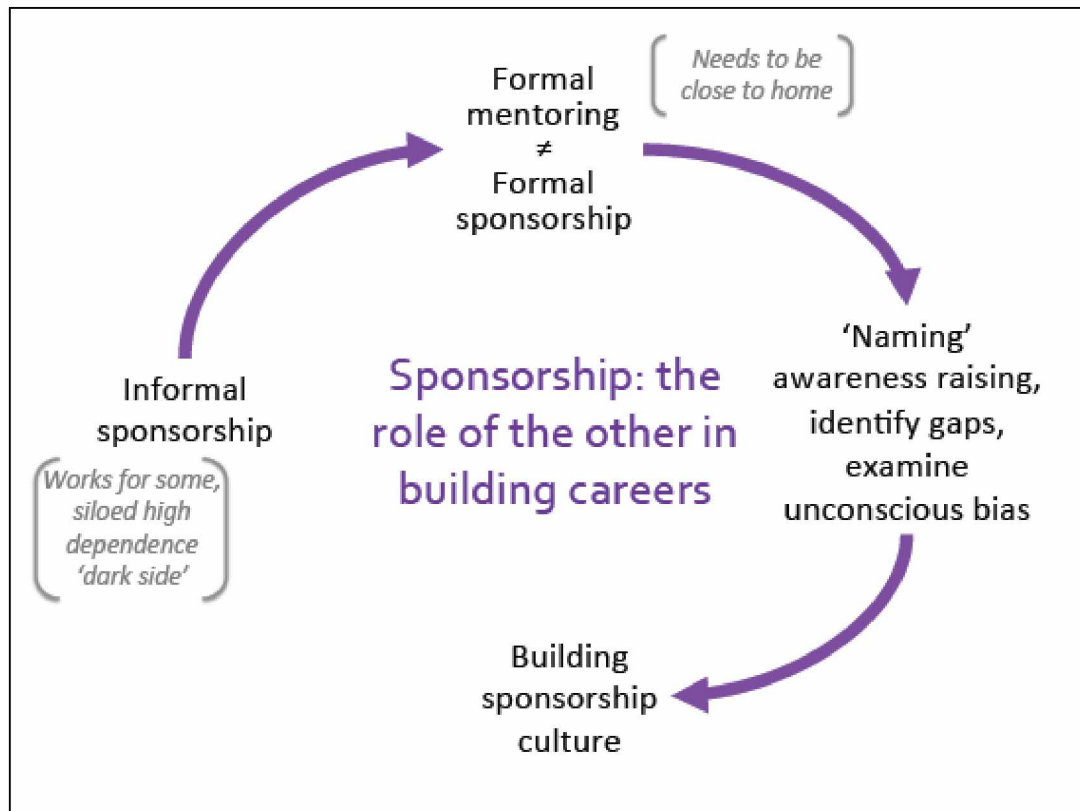 Formal
mentoring
≠
Formal
sponsorship
Needs to be
close to home
‘Naming’
awareness raising,
identify gaps,
examine
unconscious bias
Sponsorship: the
role of the other in
building careers
Informal
sponsorship
Works for some,
siloed high
dependence
‘dark side’
Building
sponsorship
culture